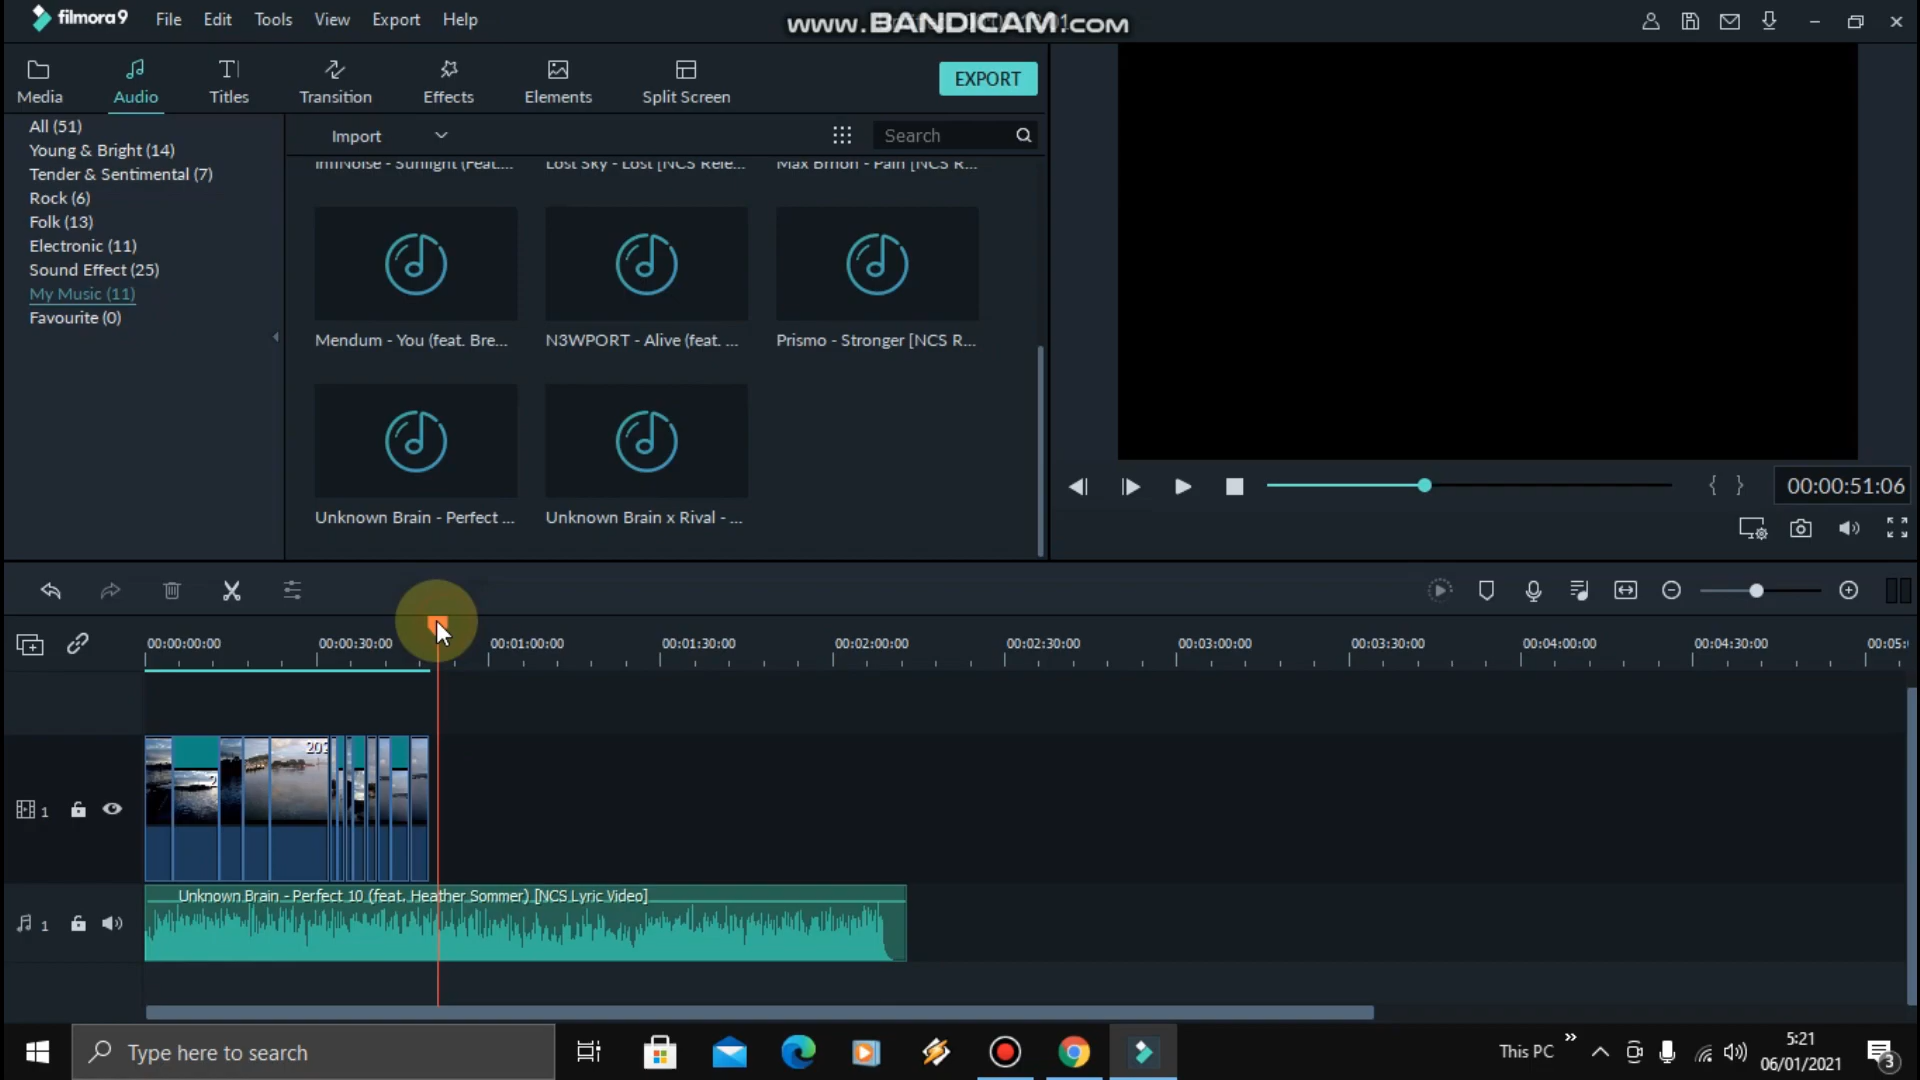 filmora9 File Edit Tools View Export Help
www.BANDICAM.com
Media Audio Titles Transition Effects Elements Split Screen
EXPORT
All (51)
Young & Bright (14)
Tender & Sentimental (7)
Rock (6)
Folk (13)
Electronic (11)
Sound Effect (25)
My Music (11)
Favourite (0)
Import Search
InfiNoise - Sunlight (Feat.... Lost Sky - Lost [NCS Rele... Max Brhon - Pain [NCS R...
Mendum - You (feat. Bre... N3WPORT - Alive (feat. ... Prismo - Stronger [NCS R...
Unknown Brain - Perfect ... Unknown Brain x Rival - ...
{ } 00:00:51:06
00:00:00:00 00:00:30:00 00:01:00:00 00:01:30:00 00:02:00:00 00:02:30:00 00:03:00:00 00:03:30:00 00:04:00:00 00:04:30:00 00:05:
202
2
1
Unknown Brain - Perfect 10 (feat. Heather Sommer) [NCS Lyric Video]
1
Type here to search
This PC
5:21
06/01/2021
3